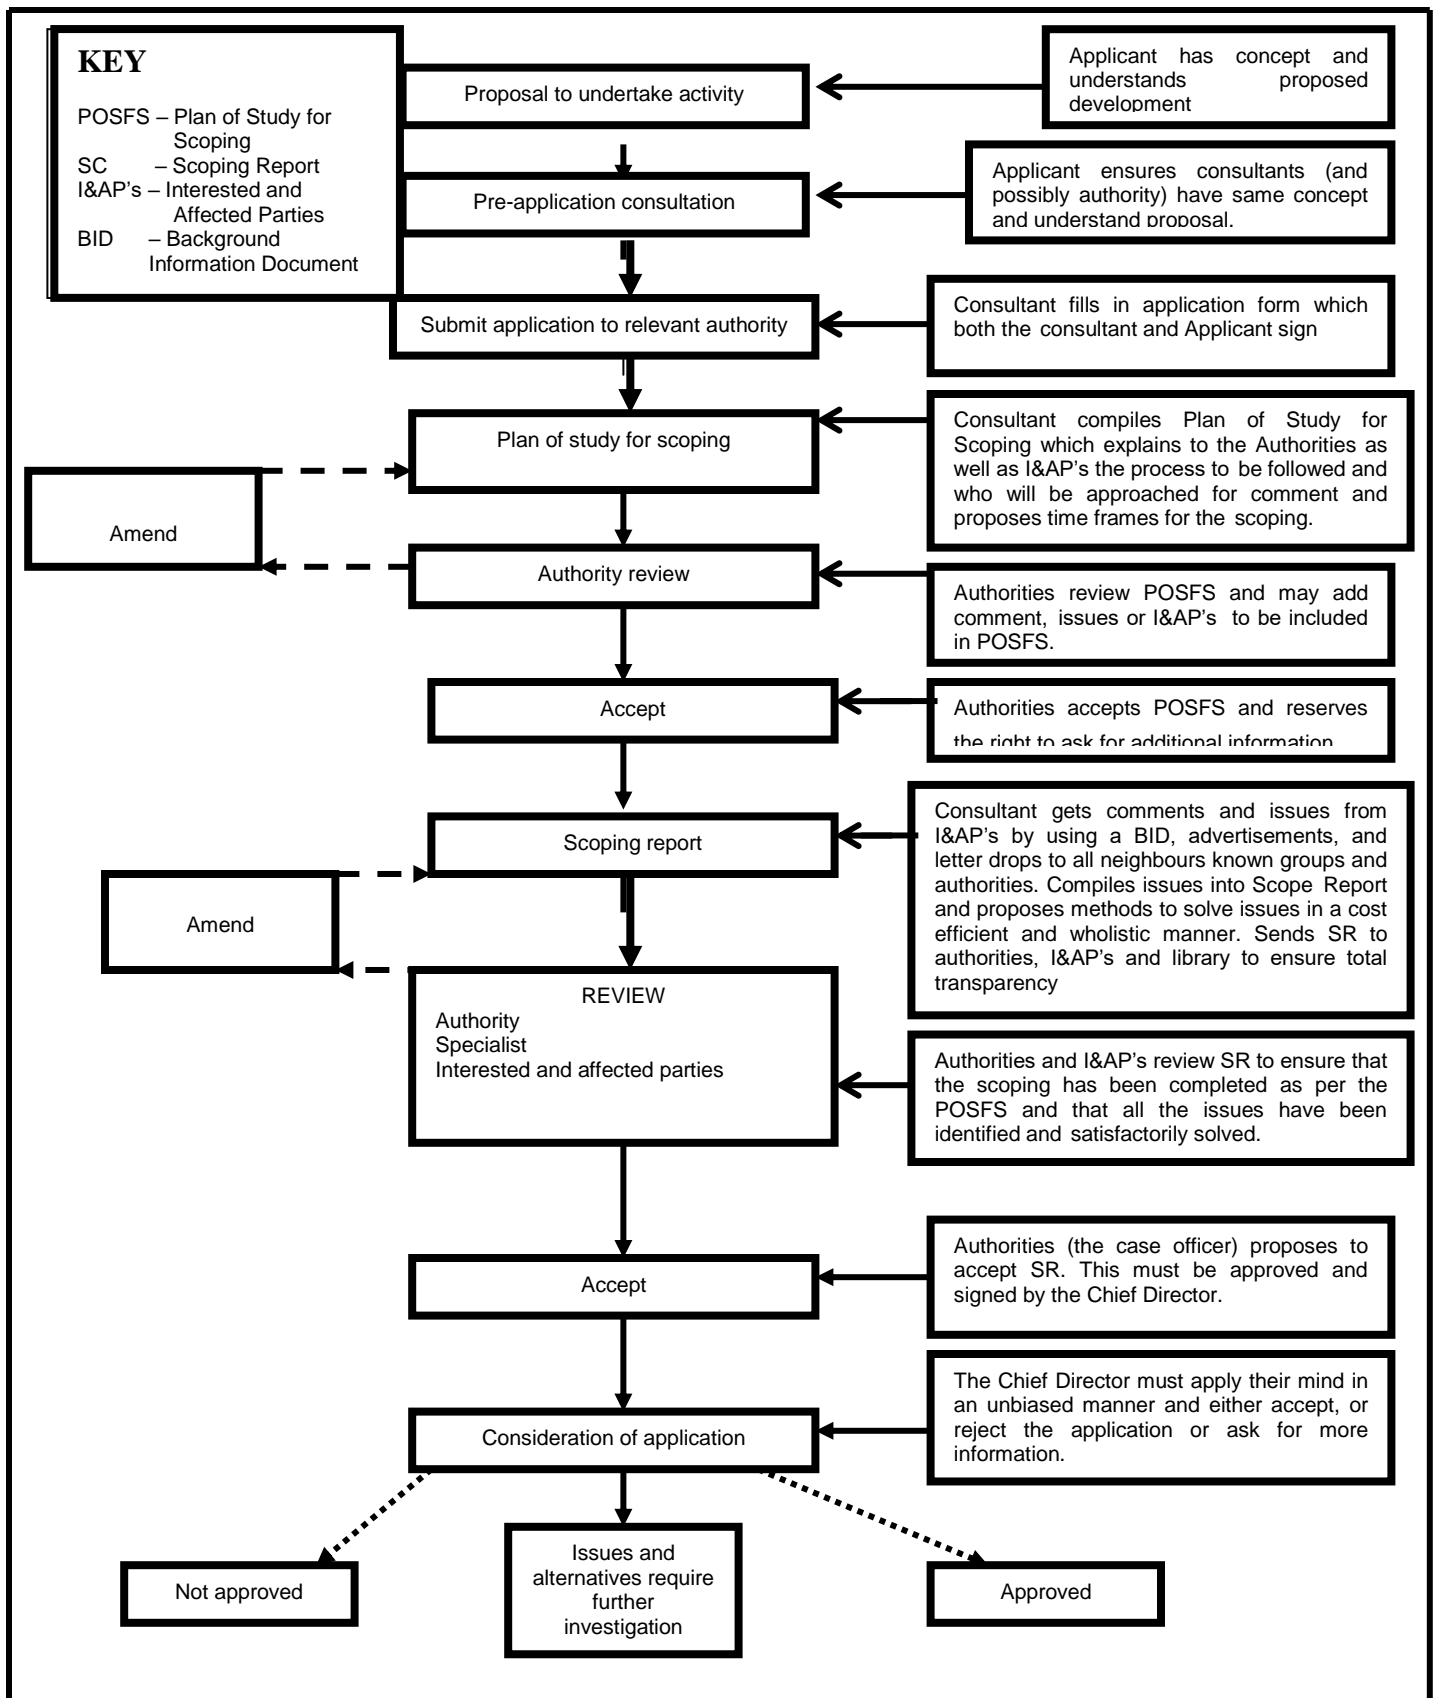 KEY
POSFS – Plan of Study for
Scoping
SC – Scoping Report
I&AP's – Interested and
Affected Parties
BID – Background
Information Document
Proposal to undertake activity
Applicant has concept and
understands proposed
development
Pre-application consultation
Applicant ensures consultants (and
possibly authority) have same concept
and understand proposal.
Submit application to relevant authority
Consultant fills in application form which
both the consultant and Applicant sign
Plan of study for scoping
Consultant compiles Plan of Study for
Scoping which explains to the Authorities as
well as I&AP's the process to be followed and
who will be approached for comment and
proposes time frames for the scoping.
Amend
Authority review
Authorities review POSFS and may add
comment, issues or I&AP's to be included
in POSFS.
Accept
Authorities accepts POSFS and reserves
the right to ask for additional information
Scoping report
Consultant gets comments and issues from
I&AP's by using a BID, advertisements, and
letter drops to all neighbours known groups and
authorities. Compiles issues into Scope Report
and proposes methods to solve issues in a cost
efficient and wholistic manner. Sends SR to
authorities, I&AP's and library to ensure total
transparency
Amend
REVIEW
Authority
Specialist
Interested and affected parties
Authorities and I&AP's review SR to ensure that
the scoping has been completed as per the
POSFS and that all the issues have been
identified and satisfactorily solved.
Accept
Authorities (the case officer) proposes to
accept SR. This must be approved and
signed by the Chief Director.
Consideration of application
The Chief Director must apply their mind in
an unbiased manner and either accept, or
reject the application or ask for more
information.
Not approved
Issues and
alternatives require
further
investigation
Approved